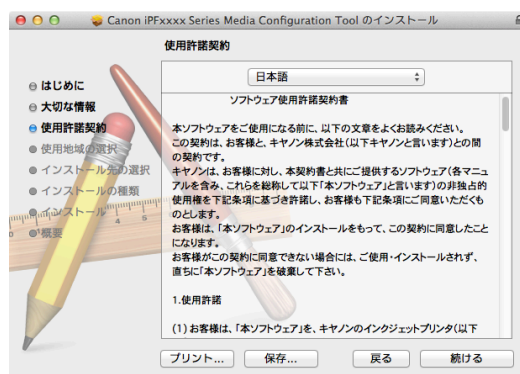 Canon iPFxxxx Series Media Configuration Tool のインストール
使用許諾契約
はじめに
大切な情報
使用許諾契約
使用地域の選択
インストール先の選択
インストールの種類
インストール
概要
日本語
ソフトウェア使用許諾契約書
本ソフトウェアをご使用になる前に、以下の文章をよくお読みください。
この契約は、お客様と、キヤノン株式会社(以下キヤノンと言います)との間
の契約です。
キヤノンは、お客様に対し、本契約書と共にご提供するソフトウェア(各マニュ
アルを含み、これらを総称して以下「本ソフトウェア」と言います)の非独占的
使用権を下記条項に基づき許諾し、お客様も下記条項にご同意いただくも
のとします。
お客様は、「本ソフトウェア」のインストールをもって、この契約に同意したこと
になります。
お客様がこの契約に同意できない場合には、ご使用・インストールされず、
直ちに「本ソフトウェア」を破棄して下さい。
1.使用許諾
(1) お客様は、「本ソフトウェア」を、キヤノンのインクジェットプリンタ(以下
プリント...
保存...
戻る
続ける